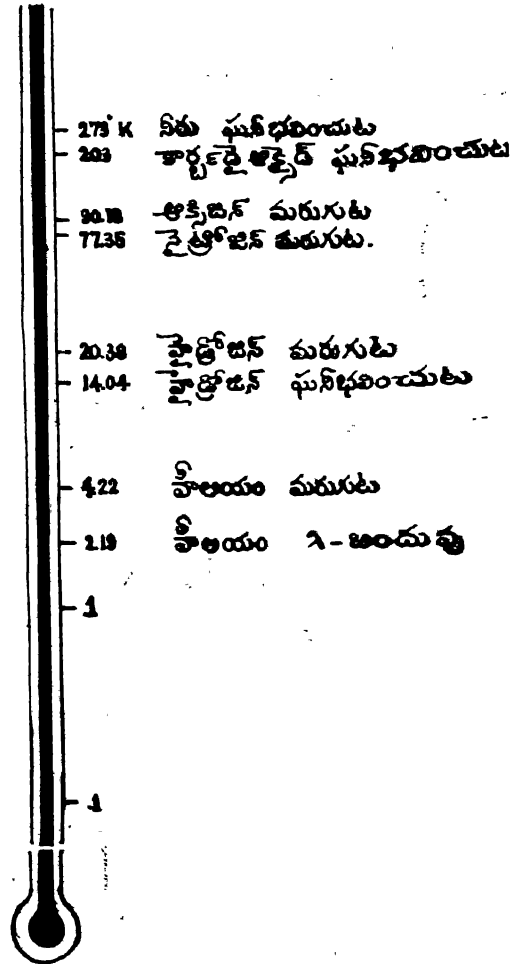 273°K నీరు ఘనీభవించుట
203 కార్బన్ డై ఆక్సైడ్ ఘనీభవించుట
90.18 ఆక్సిజన్ మరుగుట
77.35 నైట్రోజన్ మరుగుట.
20.38 హైడ్రోజన్ మరుగుట
14.04 హైడ్రోజన్ ఘనీభవించుట
4.22 హీలియం మరుగుట
2.19 హీలియం λ-బిందువు
1
.1